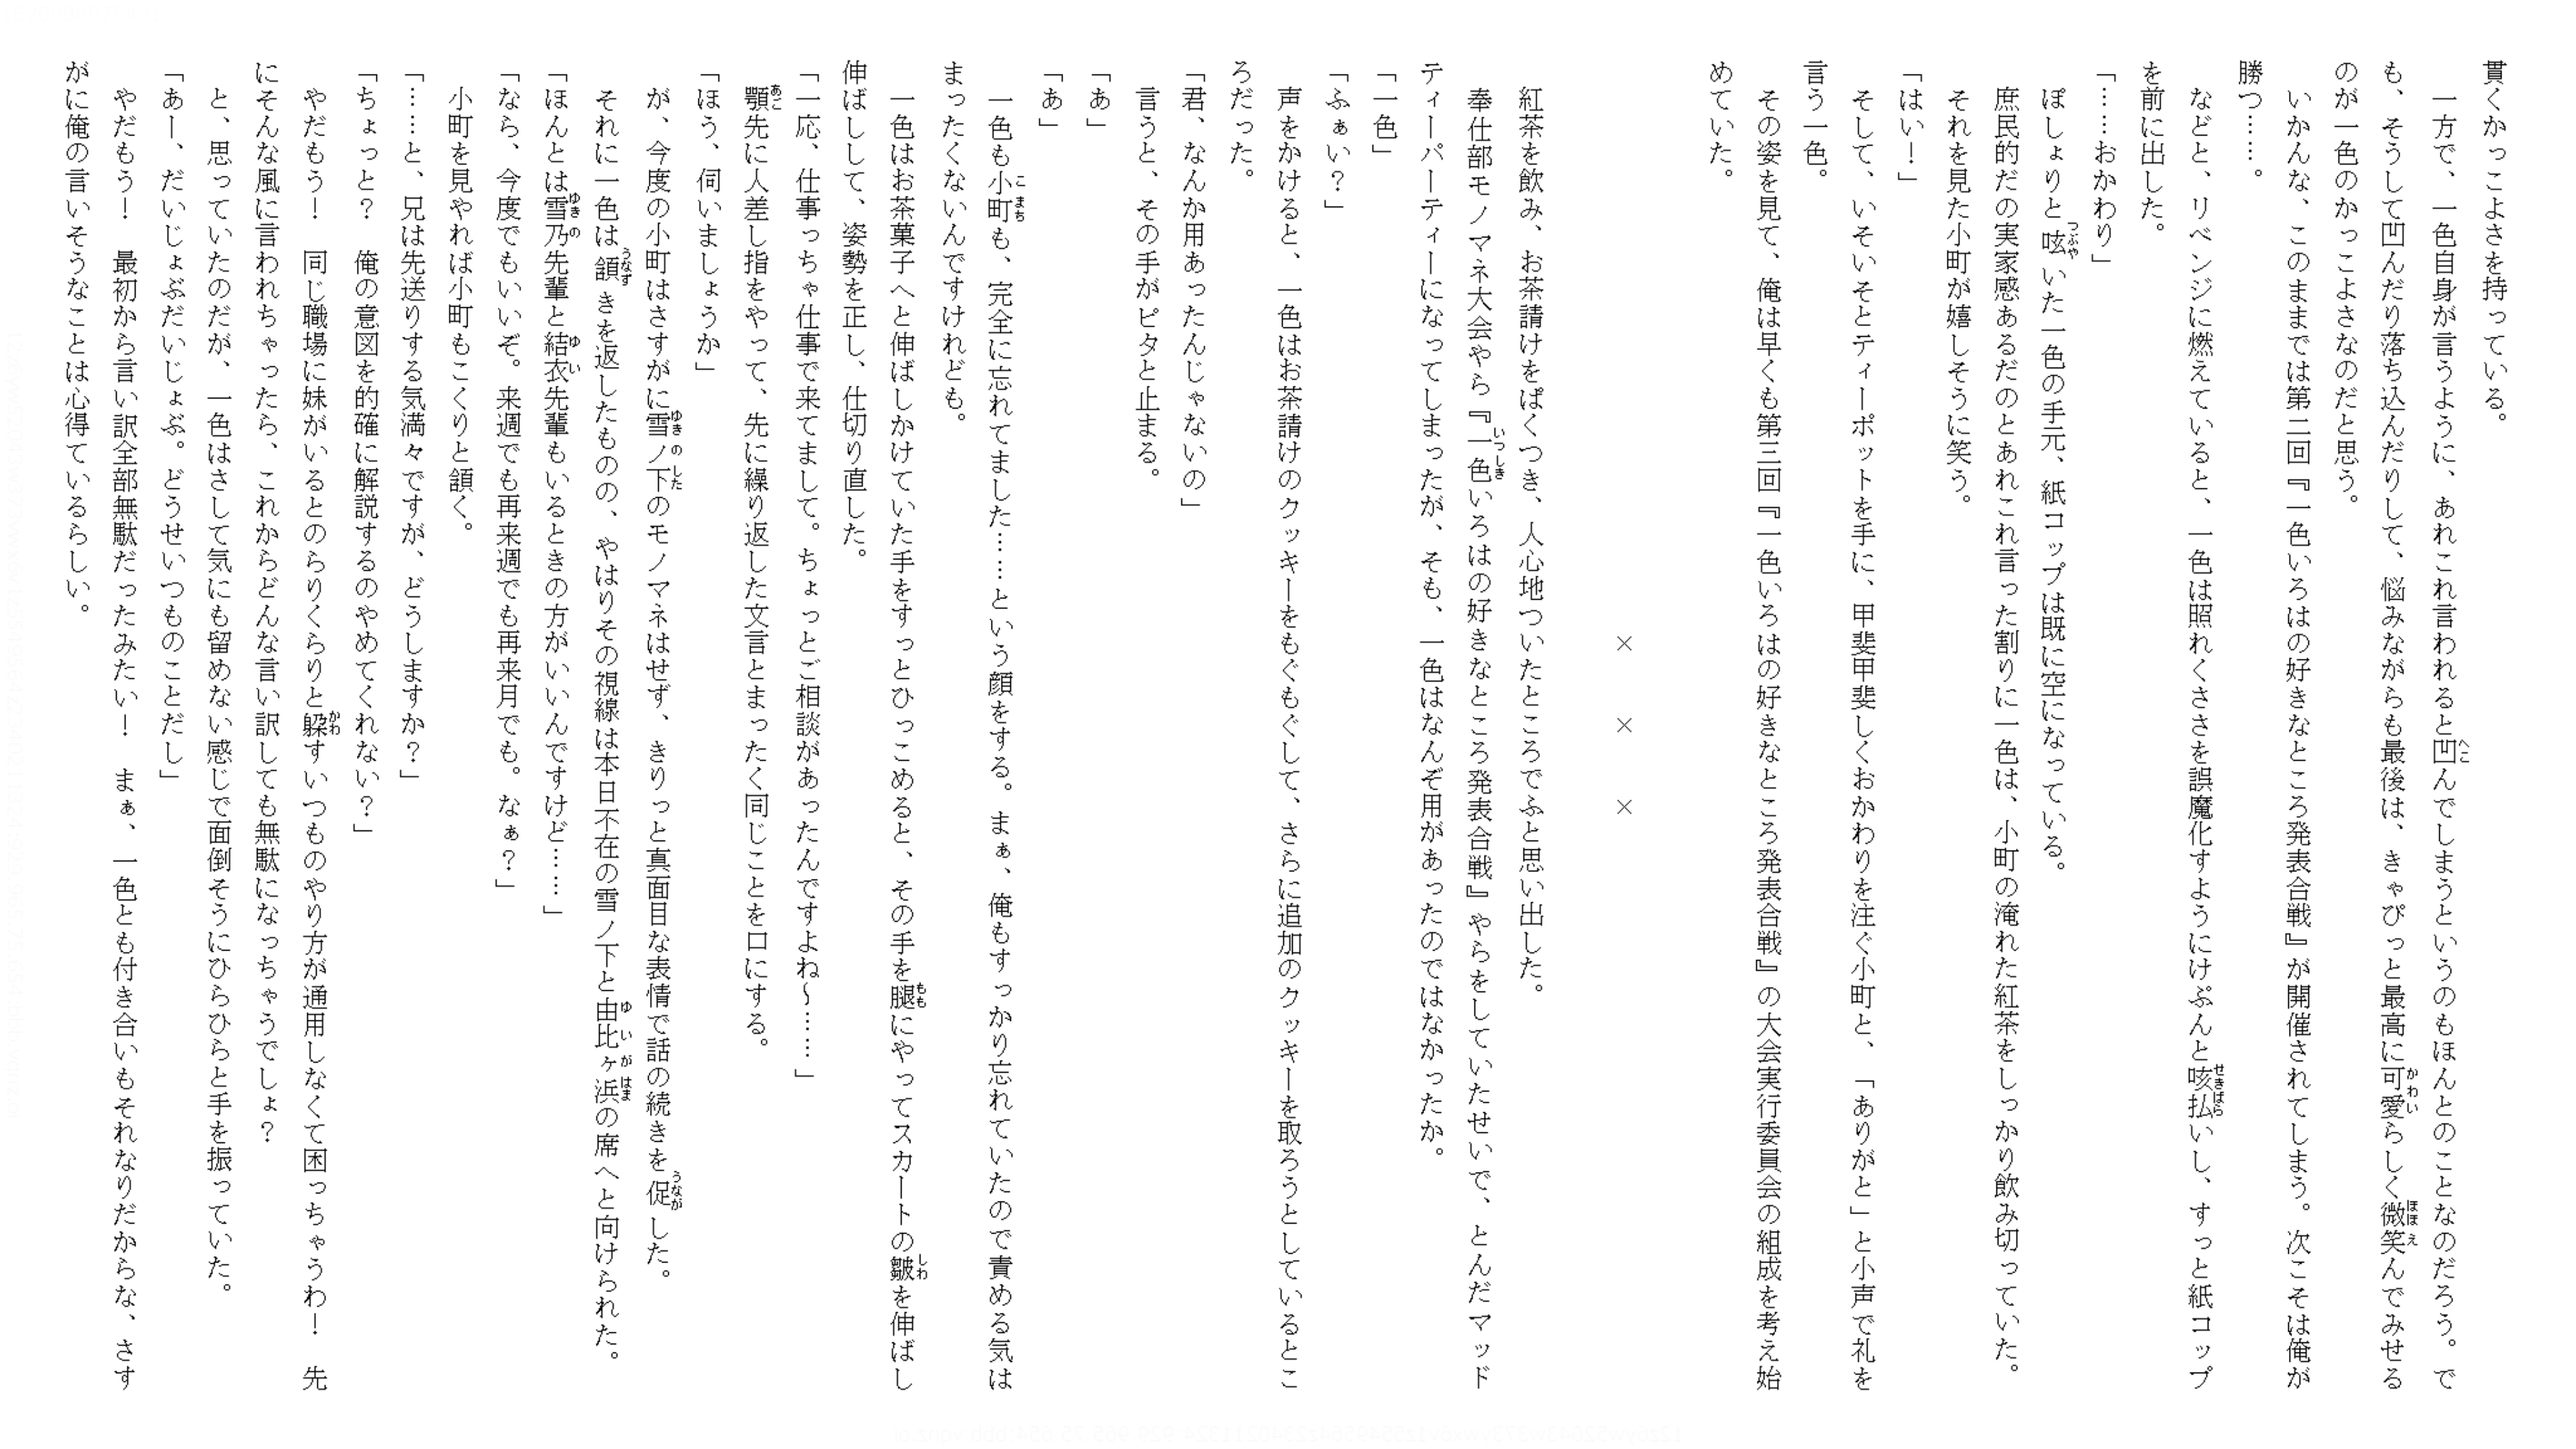 貫くかっこよさを持っている。
　一方で、一色自身が言うように、あれこれ言われると凹んでしまうというのもほんとのことなのだろう。で
も、そうして凹んだり落ち込んだりして、悩みながらも最後は、きゃぴっと最高に可愛らしく微笑んでみせる
のが一色のかっこよさなのだと思う。
　いかんな、このままでは第二回『一色いろはの好きなところ発表合戦』が開催されてしまう。次こそは俺が
勝つ……。
　などと、リベンジに燃えていると、一色は照れくささを誤魔化すようにけぷんと咳払いし、すっと紙コップ
を前に出した。
「……おかわり」
　ぽしょりと呟いた一色の手元、紙コップは既に空になっている。
　庶民的だの実家感あるだのとあれこれ言った割りに一色は、小町の淹れた紅茶をしっかり飲み切っていた。
　それを見た小町が嬉しそうに笑う。
「はい！」
　そして、いそいそとティーポットを手に、甲斐甲斐しくおかわりを注ぐ小町と、「ありがと」と小声で礼を
言う一色。
　その姿を見て、俺は早くも第三回『一色いろはの好きなところ発表合戦』の大会実行委員会の組成を考え始
めていた。
×　×　×
　紅茶を飲み、お茶請けをぱくつき、人心地ついたところでふと思い出した。
　奉仕部モノマネ大会やら『一色いろはの好きなところ発表合戦』やらをしていたせいで、とんだマッド
ティーパーティーになってしまったが、そも、一色はなんぞ用があったのではなかったか。
「一色」
「ふぁい？」
　声をかけると、一色はお茶請けのクッキーをもぐもぐして、さらに追加のクッキーを取ろうとしているとこ
ろだった。
「君、なんか用あったんじゃないの」
　言うと、その手がピタと止まる。
「あ」
「あ」
　一色も小町も、完全に忘れてました……という顔をする。まぁ、俺もすっかり忘れていたので責める気は
まったくないんですけれども。
　一色はお茶菓子へと伸ばしかけていた手をすっとひっこめると、その手を腿にやってスカートの皺を伸ばし
伸ばしして、姿勢を正し、仕切り直した。
「一応、仕事っちゃ仕事で来てまして。ちょっとご相談があったんですよね～……」
　顎先に人差し指をやって、先に繰り返した文言とまったく同じことを口にする。
「ほう、伺いましょうか」
　が、今度の小町はさすがに雪ノ下のモノマネはせず、きりっと真面目な表情で話の続きを促した。
　それに一色は頷きを返したものの、やはりその視線は本日不在の雪ノ下と由比ヶ浜の席へと向けられた。
「ほんとは雪乃先輩と結衣先輩もいるときの方がいいんですけど……」
「なら、今度でもいいぞ。来週でも再来週でも再来月でも。なぁ？」
　小町を見やれば小町もこくりと頷く。
「……と、兄は先送りする気満々ですが、どうしますか？」
「ちょっと？　俺の意図を的確に解説するのやめてくれない？」
　やだもう！　同じ職場に妹がいるとのらりくらりと躱すいつものやり方が通用しなくて困っちゃうわ！　先
にそんな風に言われちゃったら、これからどんな言い訳しても無駄になっちゃうでしょ？
　と、思っていたのだが、一色はさして気にも留めない感じで面倒そうにひらひらと手を振っていた。
「あー、だいじょぶだいじょぶ。どうせいつものことだし」
　やだもう！　最初から言い訳全部無駄だったみたい！　まぁ、一色とも付き合いもそれなりだからな、さす
がに俺の言いそうなことは心得ているらしい。